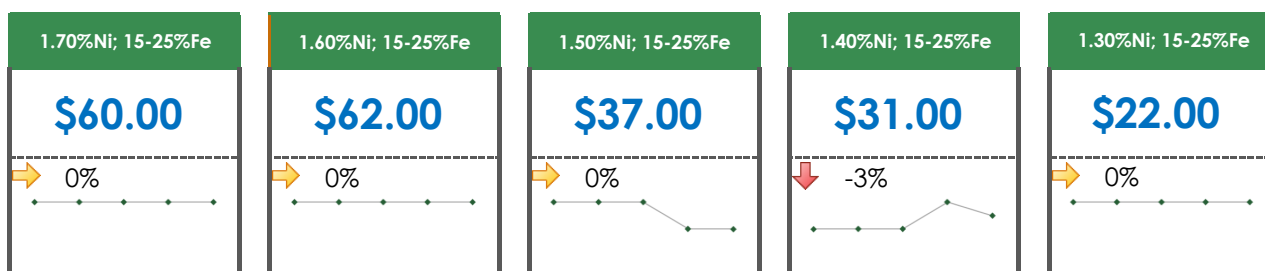 1.70%Ni; 15-25%Fe
$60.00
0%
1.60%Ni; 15-25%Fe
$62.00
0%
1.50%Ni; 15-25%Fe
$37.00
0%
1.40%Ni; 15-25%Fe
$31.00
-3%
1.30%Ni; 15-25%Fe
$22.00
0%